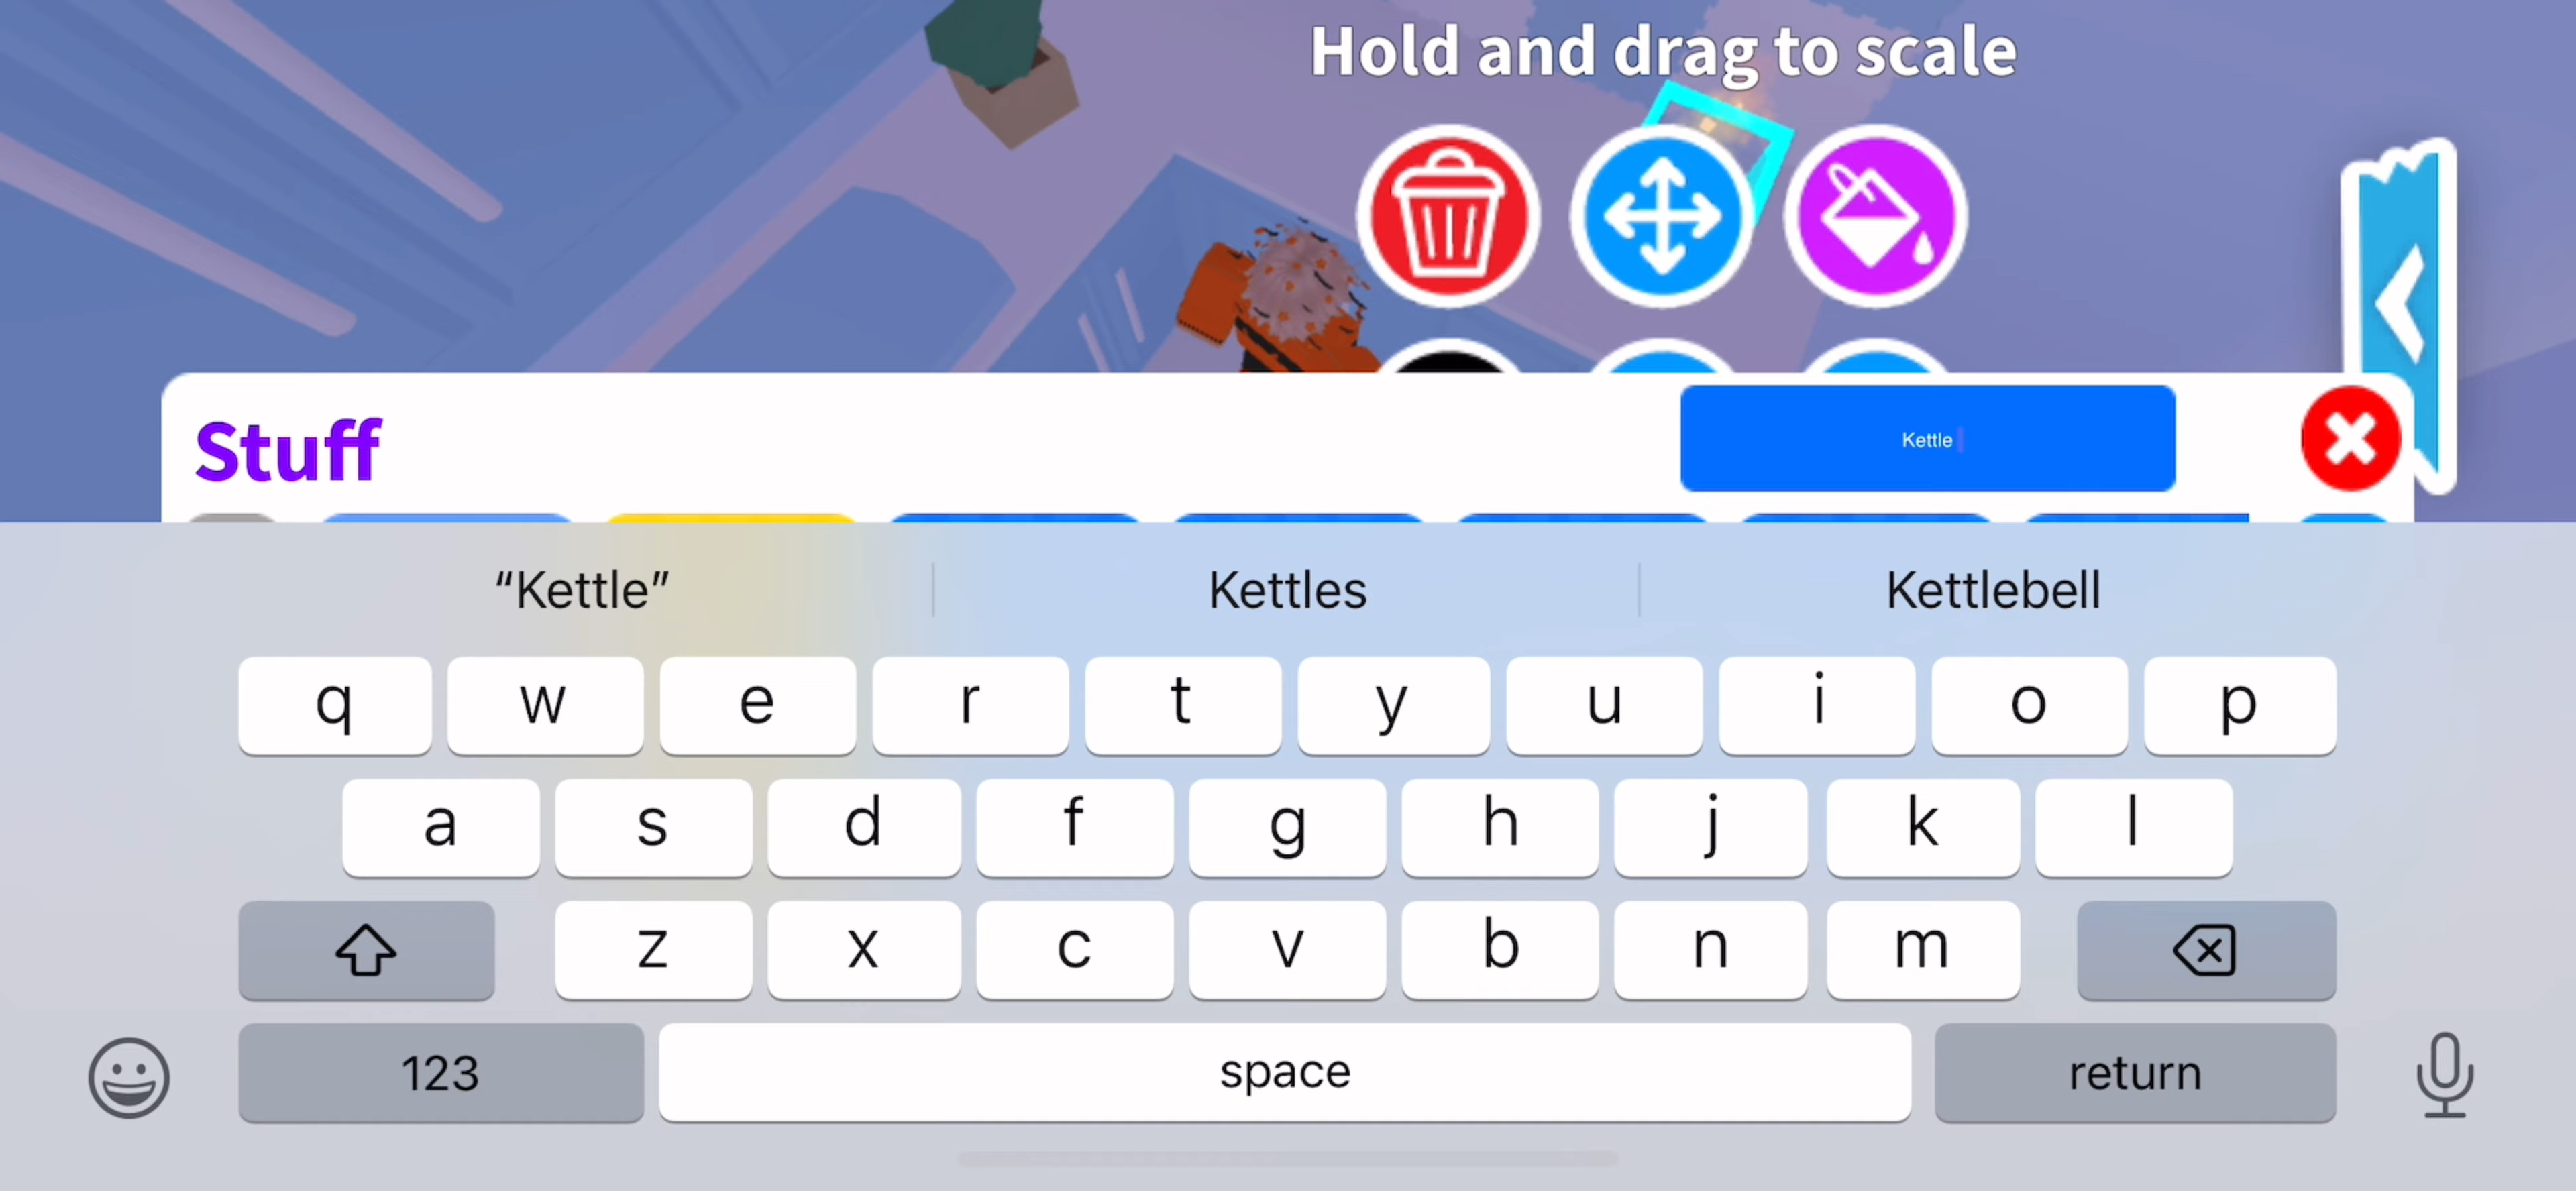 Hold and drag to scale
Stuff
Kettle
“Kettle” Kettles Kettlebell
q w e r t y u i o p
a s d f g h j k l
z x c v b n m
123 space return